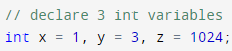 // declare 3 int variables
int x = 1, y = 3, z = 1024;